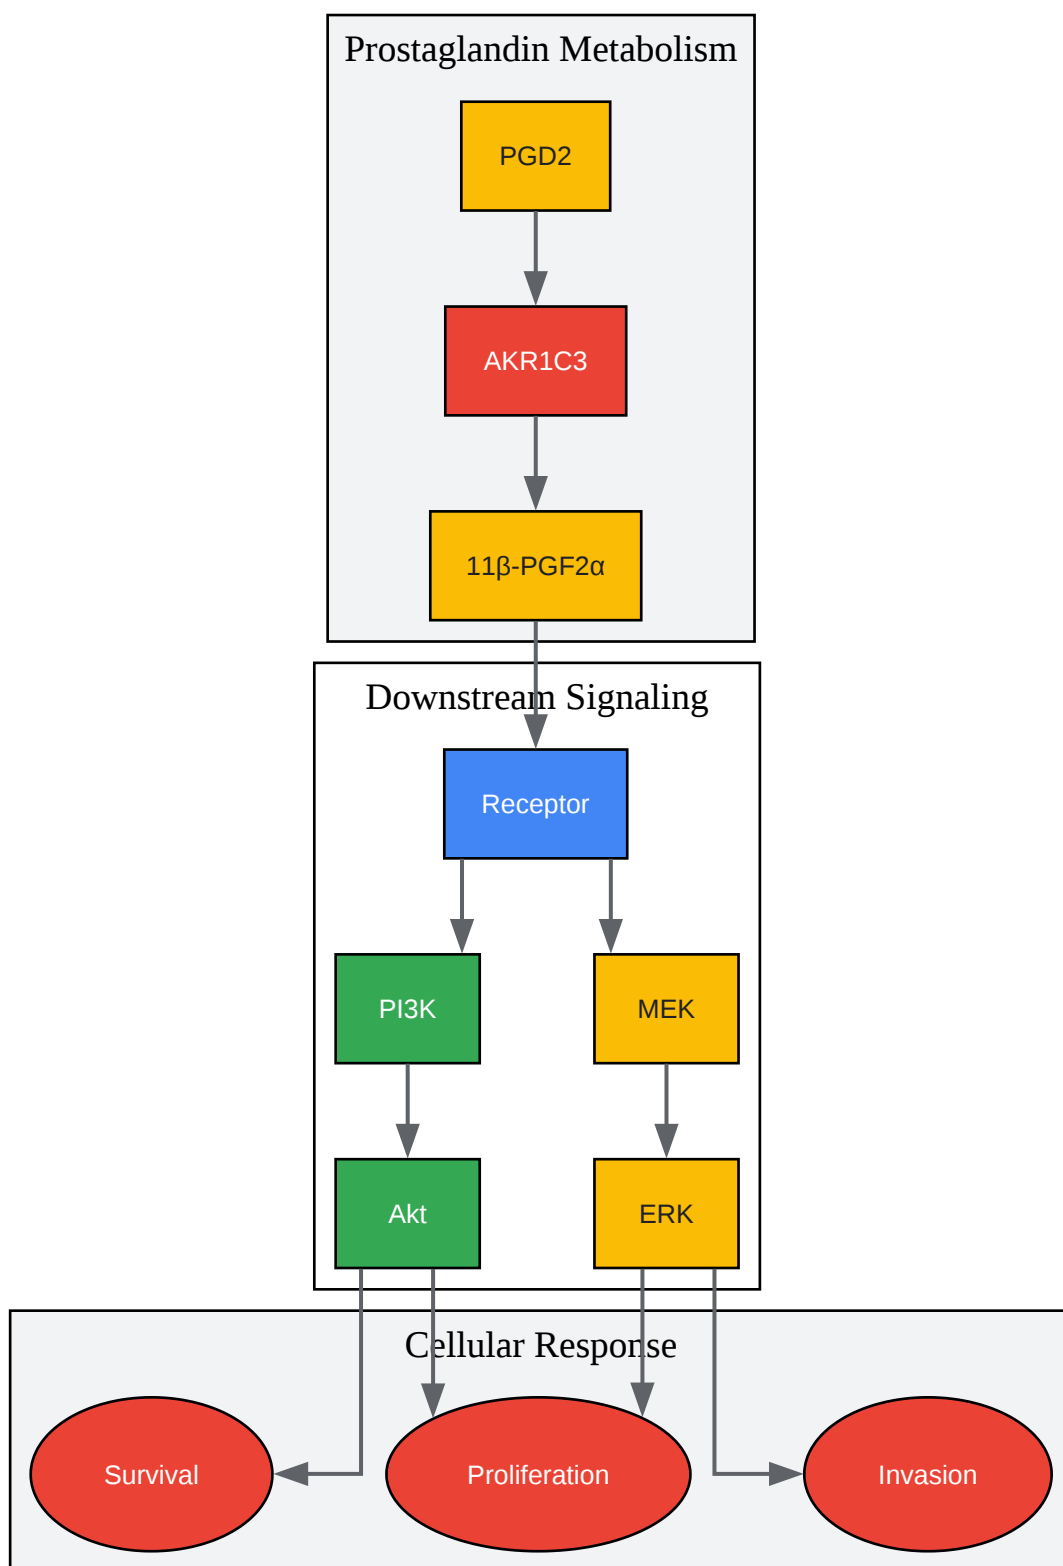 Prostaglandin Metabolism
PGD2
AKR1C3
11β-PGF2α
Downstream Signaling
Receptor
PI3K
MEK
Akt
ERK
Cellular Response
Survival
Proliferation
Invasion